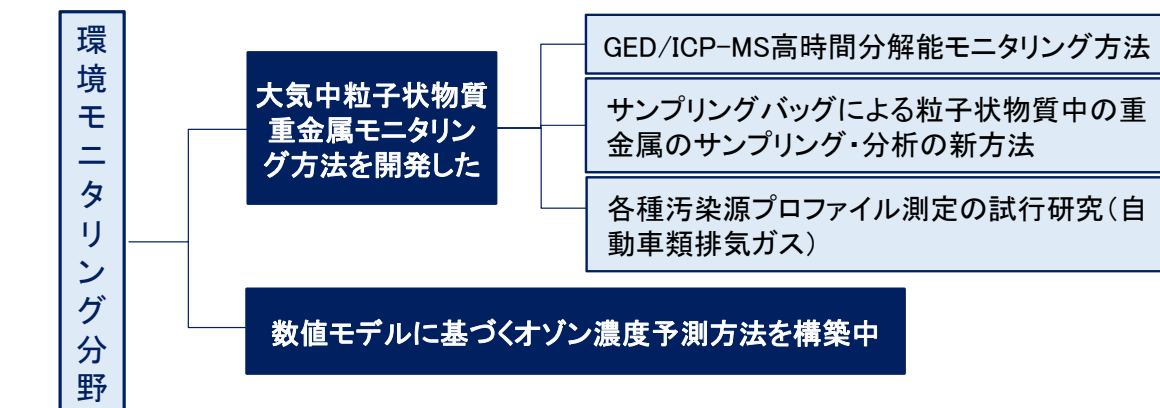 環境モニタリング分野
大気中粒子状物質
重金属モニタリン
グ方法を開発した
GED/ICP-MS高時間分解能モニタリング方法
サンプリングバッグによる粒子状物質中の重
金属のサンプリング・分析の新方法
各種汚染源プロファイル測定の試行研究（自
動車類排気ガス）
数値モデルに基づくオゾン濃度予測方法を構築中